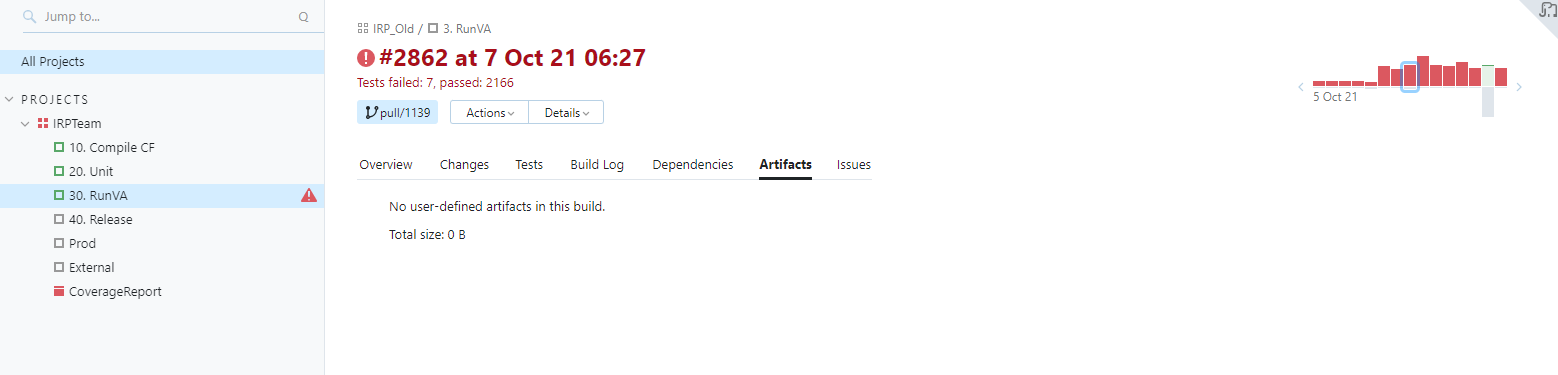 Jump to...
Q
All Projects
PROJECTS
IRPTeam
10. Compile CF
20. Unit
30. RunVA
40. Release
Prod
External
CoverageReport
IRP_Old / 3. RunVA
#2862 at 7 Oct 21 06:27
Tests failed: 7, passed: 2166
pull/1139 Actions Details
5 Oct 21
Overview Changes Tests Build Log Dependencies Artifacts Issues
No user-defined artifacts in this build.
Total size: 0 B